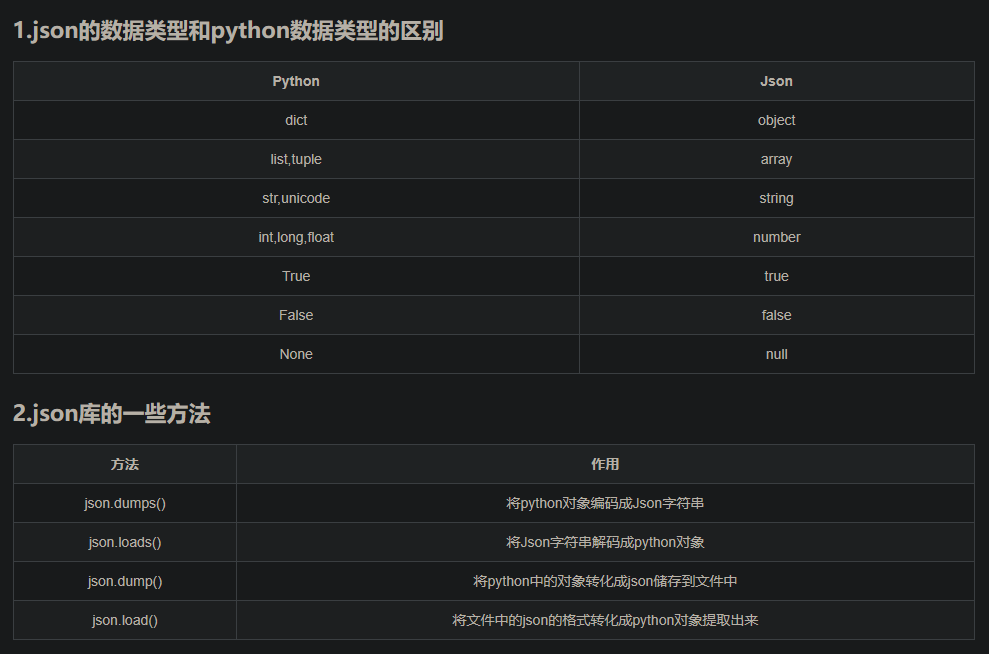 1.json的数据类型和python数据类型的区别
Python Json
dict object
list,tuple array
str,unicode string
int,long,float number
True true
False false
None null
2.json库的一些方法
方法 作用
json.dumps() 将python对象编码成Json字符串
json.loads() 将Json字符串解码成python对象
json.dump() 将python中的对象转化成json储存到文件中
json.load() 将文件中的json的格式转化成python对象提取出来